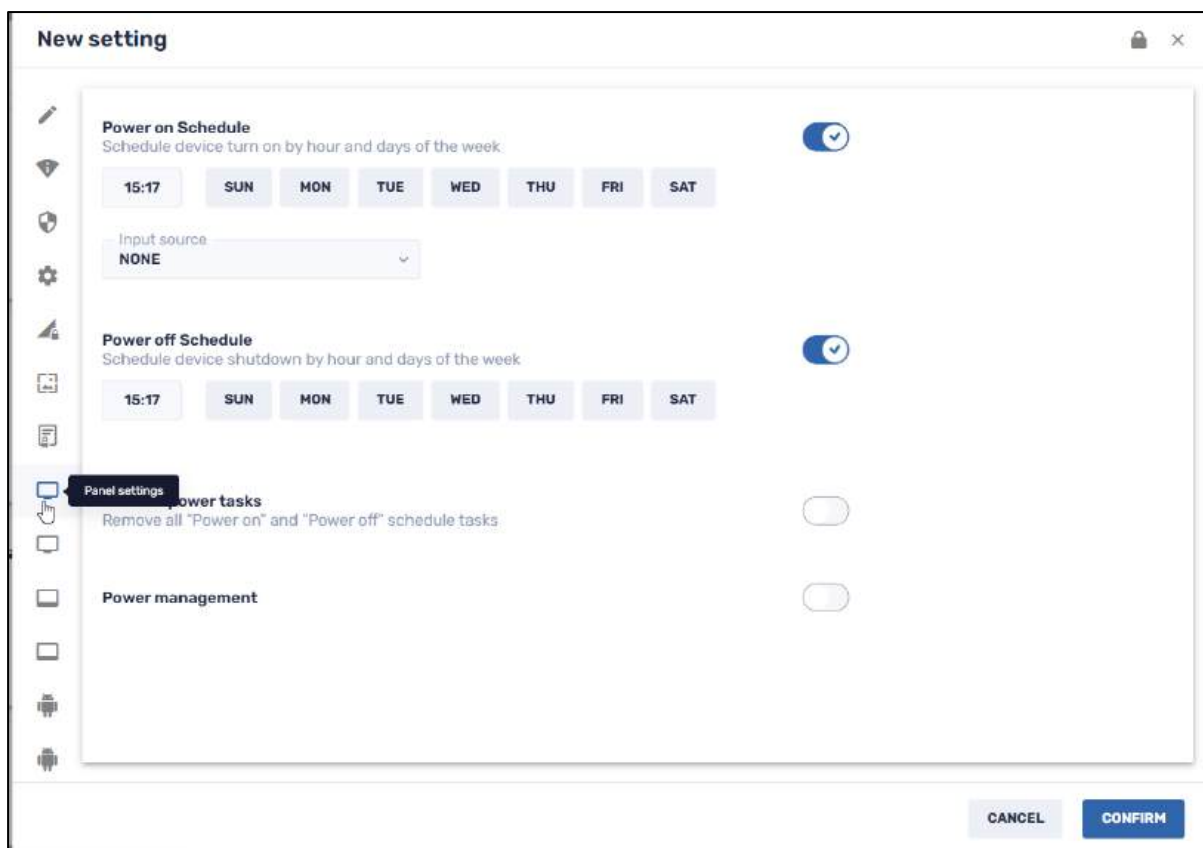 New setting
Power on Schedule
Schedule device turn on by hour and days of the week
15:17 SUN MON TUE WED THU FRI SAT
Input source
NONE
Power off Schedule
Schedule device shutdown by hour and days of the week
15:17 SUN MON TUE WED THU FRI SAT
Panel settings
power tasks
Remove all "Power on" and "Power off" schedule tasks
Power management
CANCEL CONFIRM